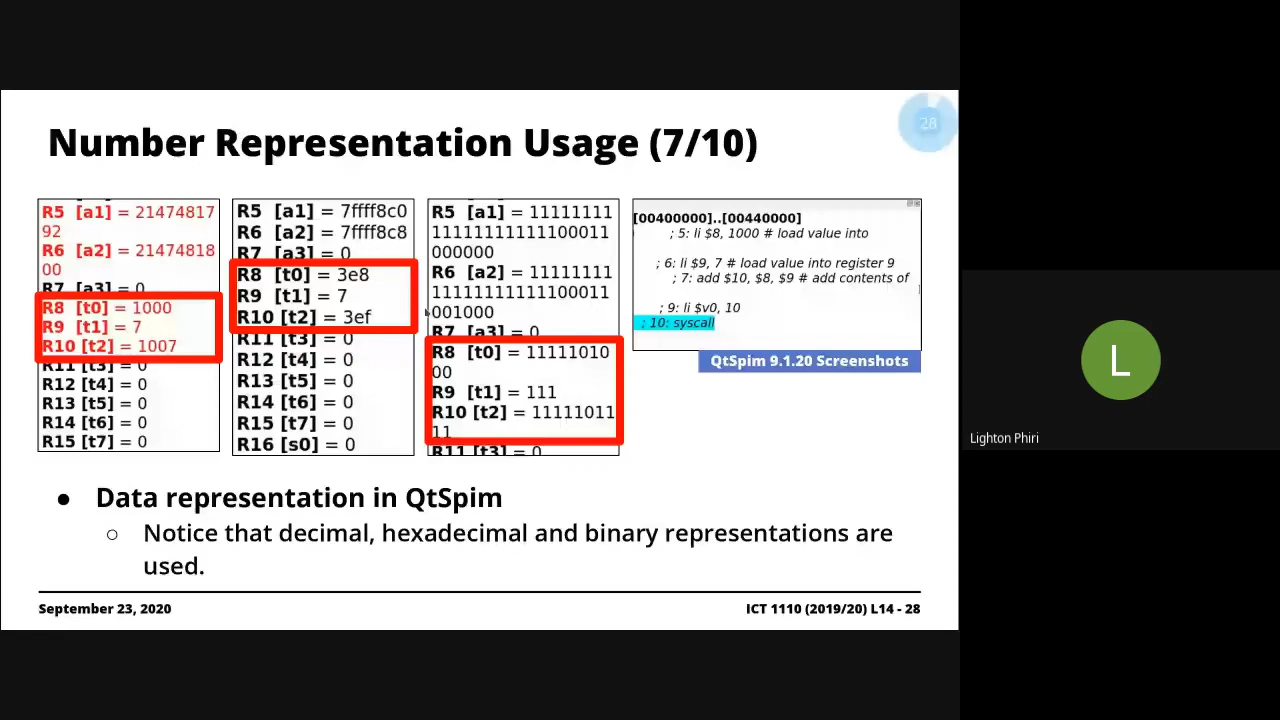 28
Number Representation Usage (7/10)
R5 [a1] = 21474817
92
R6 [a2] = 21474818
00
R7 [a3] = 0
R8 [t0] = 1000
R9 [t1] = 7
R10 [t2] = 1007
R11 [t3] = 0
R12 [t4] = 0
R13 [t5] = 0
R14 [t6] = 0
R15 [t7] = 0
R5 [a1] = 7ffff8c0
R6 [a2] = 7ffff8c8
R7 [a3] = 0
R8 [t0] = 3e8
R9 [t1] = 7
R10 [t2] = 3ef
R11 [t3] = 0
R12 [t4] = 0
R13 [t5] = 0
R14 [t6] = 0
R15 [t7] = 0
R16 [s0] = 0
R5 [a1] = 11111111
11111111111100011
000000
R6 [a2] = 11111111
11111111111100011
001000
R7 [a3] = 0
R8 [t0] = 11111010
00
R9 [t1] = 111
R10 [t2] = 11111011
11
R11 [t3] = 0
[00400000]..[00440000]
; 5: li $8, 1000 # load value into
; 6: li $9, 7 # load value into register 9
; 7: add $10, $8, $9 # add contents of
; 9: li $v0, 10
; 10: syscall
QtSpim 9.1.20 Screenshots
● Data representation in QtSpim
○ Notice that decimal, hexadecimal and binary representations are
used.
September 23, 2020
ICT 1110 (2019/20) L14 - 28
L
Lighton Phiri